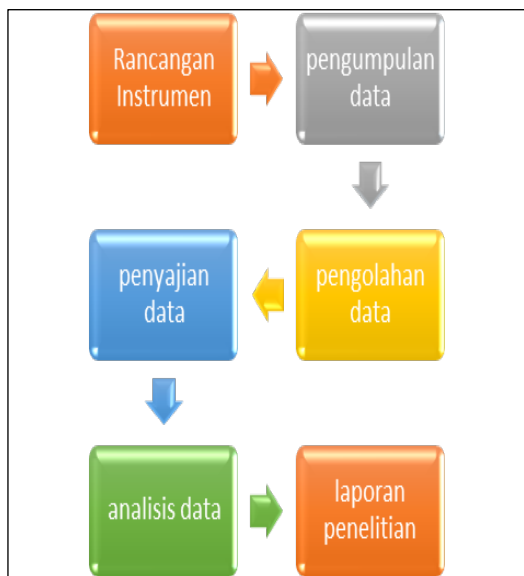 Rancangan
Instrumen
pengumpulan
data
pengolahan
data
penyajian
data
analisis data
laporan
penelitian